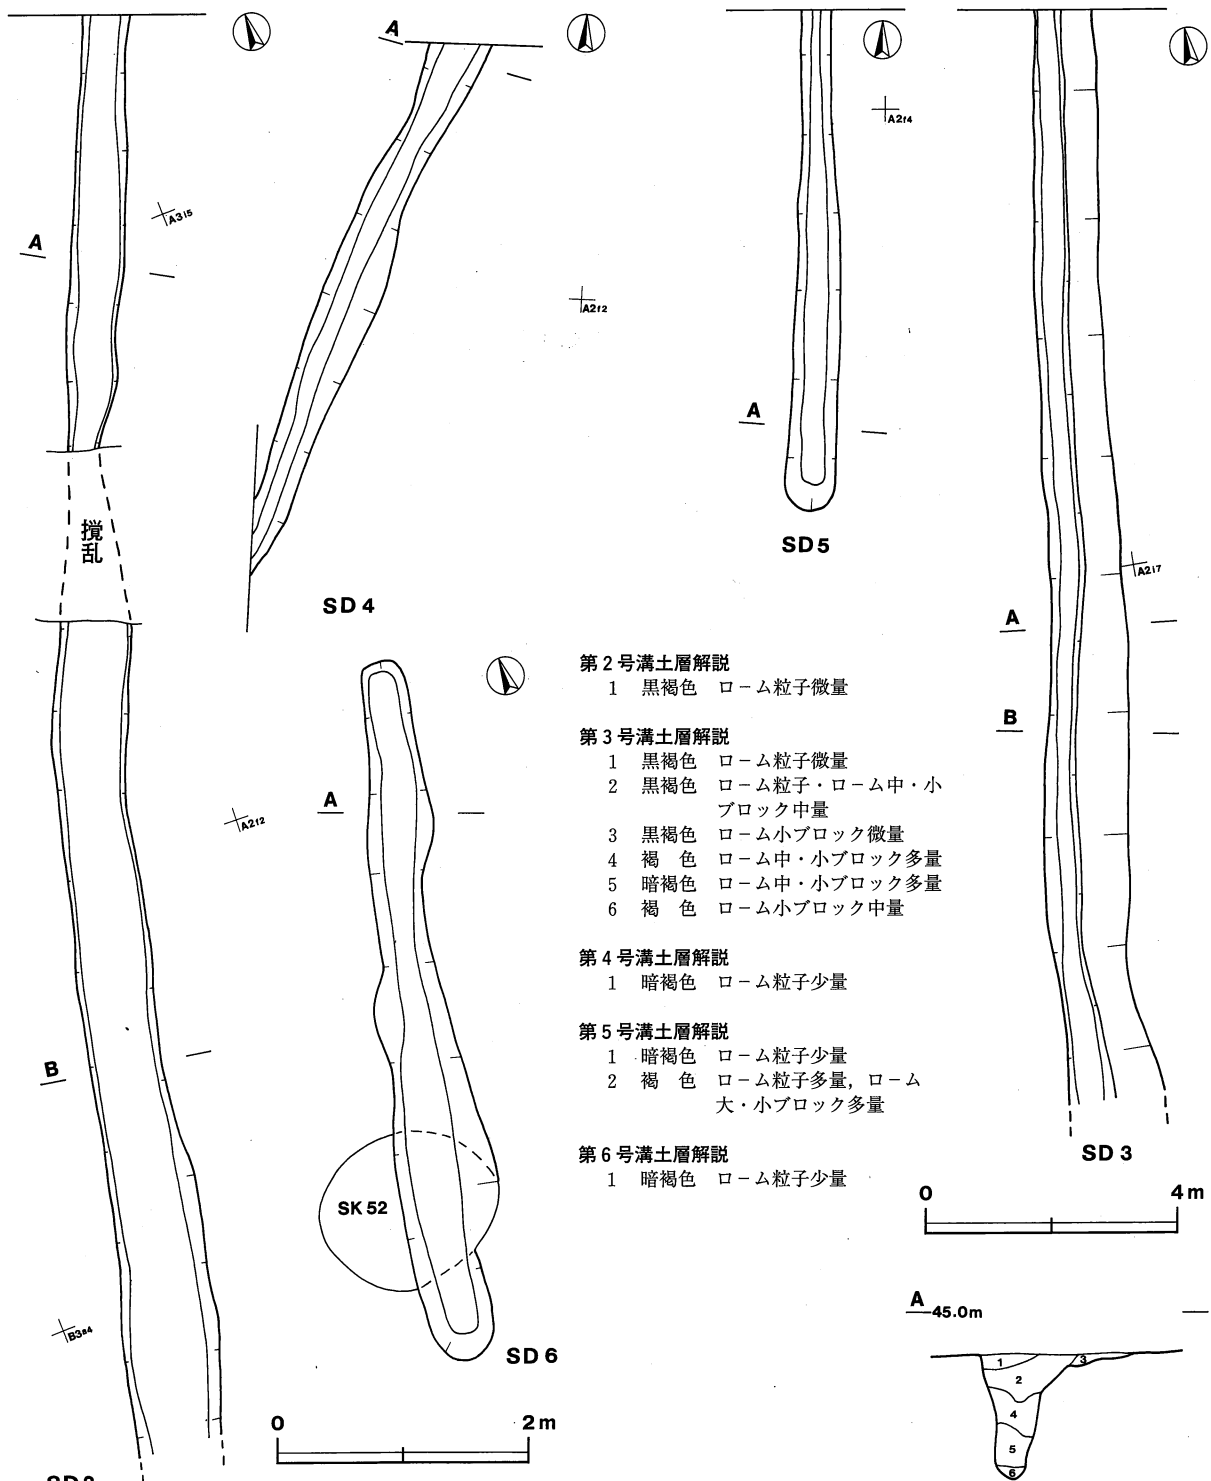 A
A
A3i5
A
A2f2
A
A2f4
SD5
攪乱
SD4
A2i7
A
B
第2号溝土層解説
1 黒褐色 ローム粒子微量
第3号溝土層解説
1 黒褐色 ローム粒子微量
2 黒褐色 ローム粒子・ローム中・小
ブロック中量
3 黒褐色 ローム小ブロック微量
4 褐 色 ローム中・小ブロック多量
5 暗褐色 ローム中・小ブロック多量
6 褐 色 ローム小ブロック中量
第4号溝土層解説
1 暗褐色 ローム粒子少量
第5号溝土層解説
1 暗褐色 ローム粒子少量
2 褐 色 ローム粒子多量，ローム
大・小ブロック多量
第6号溝土層解説
1 暗褐色 ローム粒子少量
A
A2i2
B
SK52
B3a4
SD6
0 2m
SD3
0 4m
A 45.0m
1
3
2
4
5
6